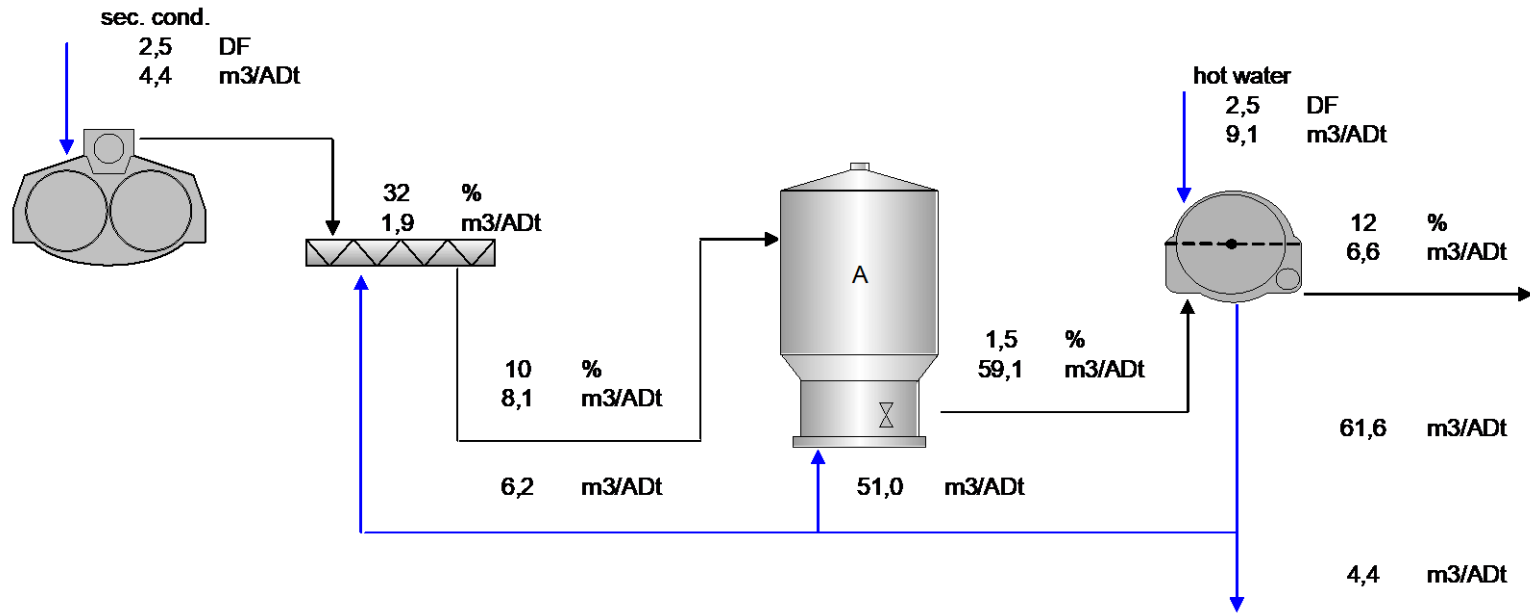 sec. cond.
2,5 DF
4,4 m3/ADt
hot water
2,5 DF
9,1 m3/ADt
32 %
1,9 m3/ADt
12 %
6,6 m3/ADt
A
1,5 %
59,1 m3/ADt
10 %
8,1 m3/ADt
61,6 m3/ADt
6,2 m3/ADt
51,0 m3/ADt
4,4 m3/ADt